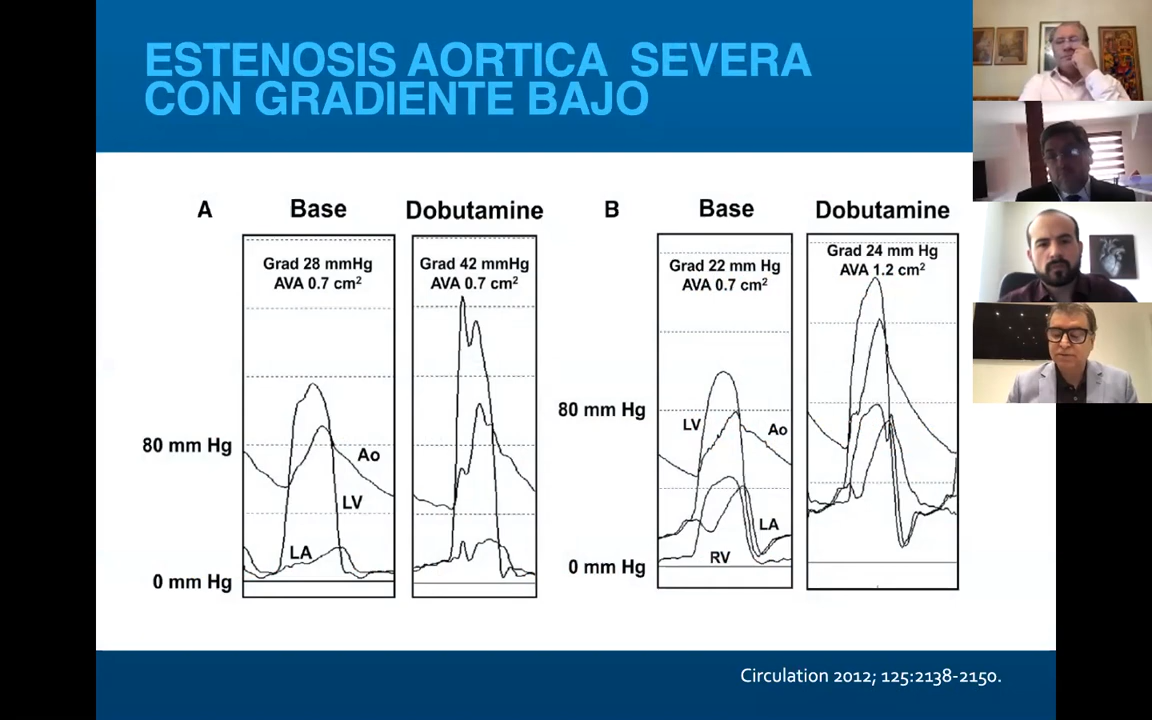 ESTENOSIS AORTICA SEVERA
CON GRADIENTE BAJO
A
Base
Dobutamine
B
Base
Dobutamine
Grad 28 mmHg
AVA 0.7 cm²
Grad 42 mmHg
AVA 0.7 cm²
Grad 22 mm Hg
AVA 0.7 cm²
Grad 24 mm Hg
AVA 1.2 cm²
80 mm Hg
Ao
LV
LA
0 mm Hg
80 mm Hg
LV
Ao
LA
RV
0 mm Hg
Circulation 2012; 125:2138-2150.